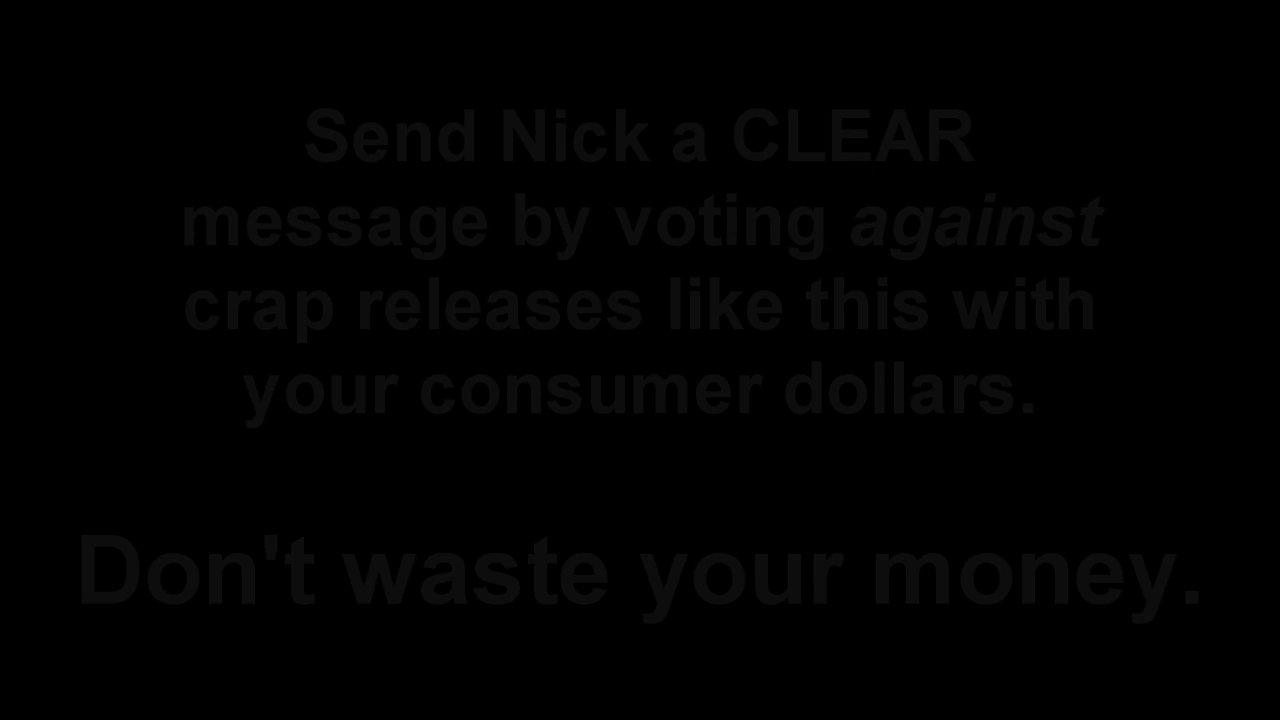 Send Nick a CLEAR
message by voting against
crap releases like this with
your consumer dollars.
Don't waste your money.